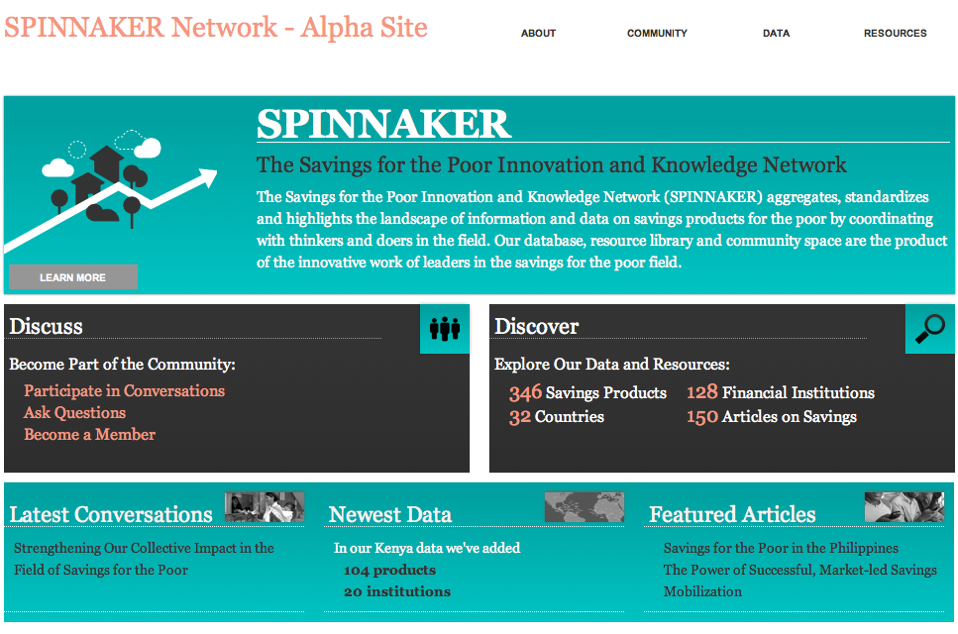 SPINNAKER Network - Alpha Site
ABOUT
COMMUNITY
DATA
RESOURCES
SPINNAKER
The Savings for the Poor Innovation and Knowledge Network
The Savings for the Poor Innovation and Knowledge Network (SPINNAKER) aggregates, standardizes
and highlights the landscape of information and data on savings products for the poor by coordinating
with thinkers and doers in the field. Our database, resource library and community space are the product
of the innovative work of leaders in the savings for the poor field.
LEARN MORE
Discuss
Become Part of the Community:
Participate in Conversations
Ask Questions
Become a Member
Discover
Explore Our Data and Resources:
346 Savings Products
128 Financial Institutions
32 Countries
150 Articles on Savings
Latest Conversations
Strengthening Our Collective Impact in the
Field of Savings for the Poor
Newest Data
In our Kenya data we've added
104 products
20 institutions
Featured Articles
Savings for the Poor in the Philippines
The Power of Successful, Market-led Savings
Mobilization